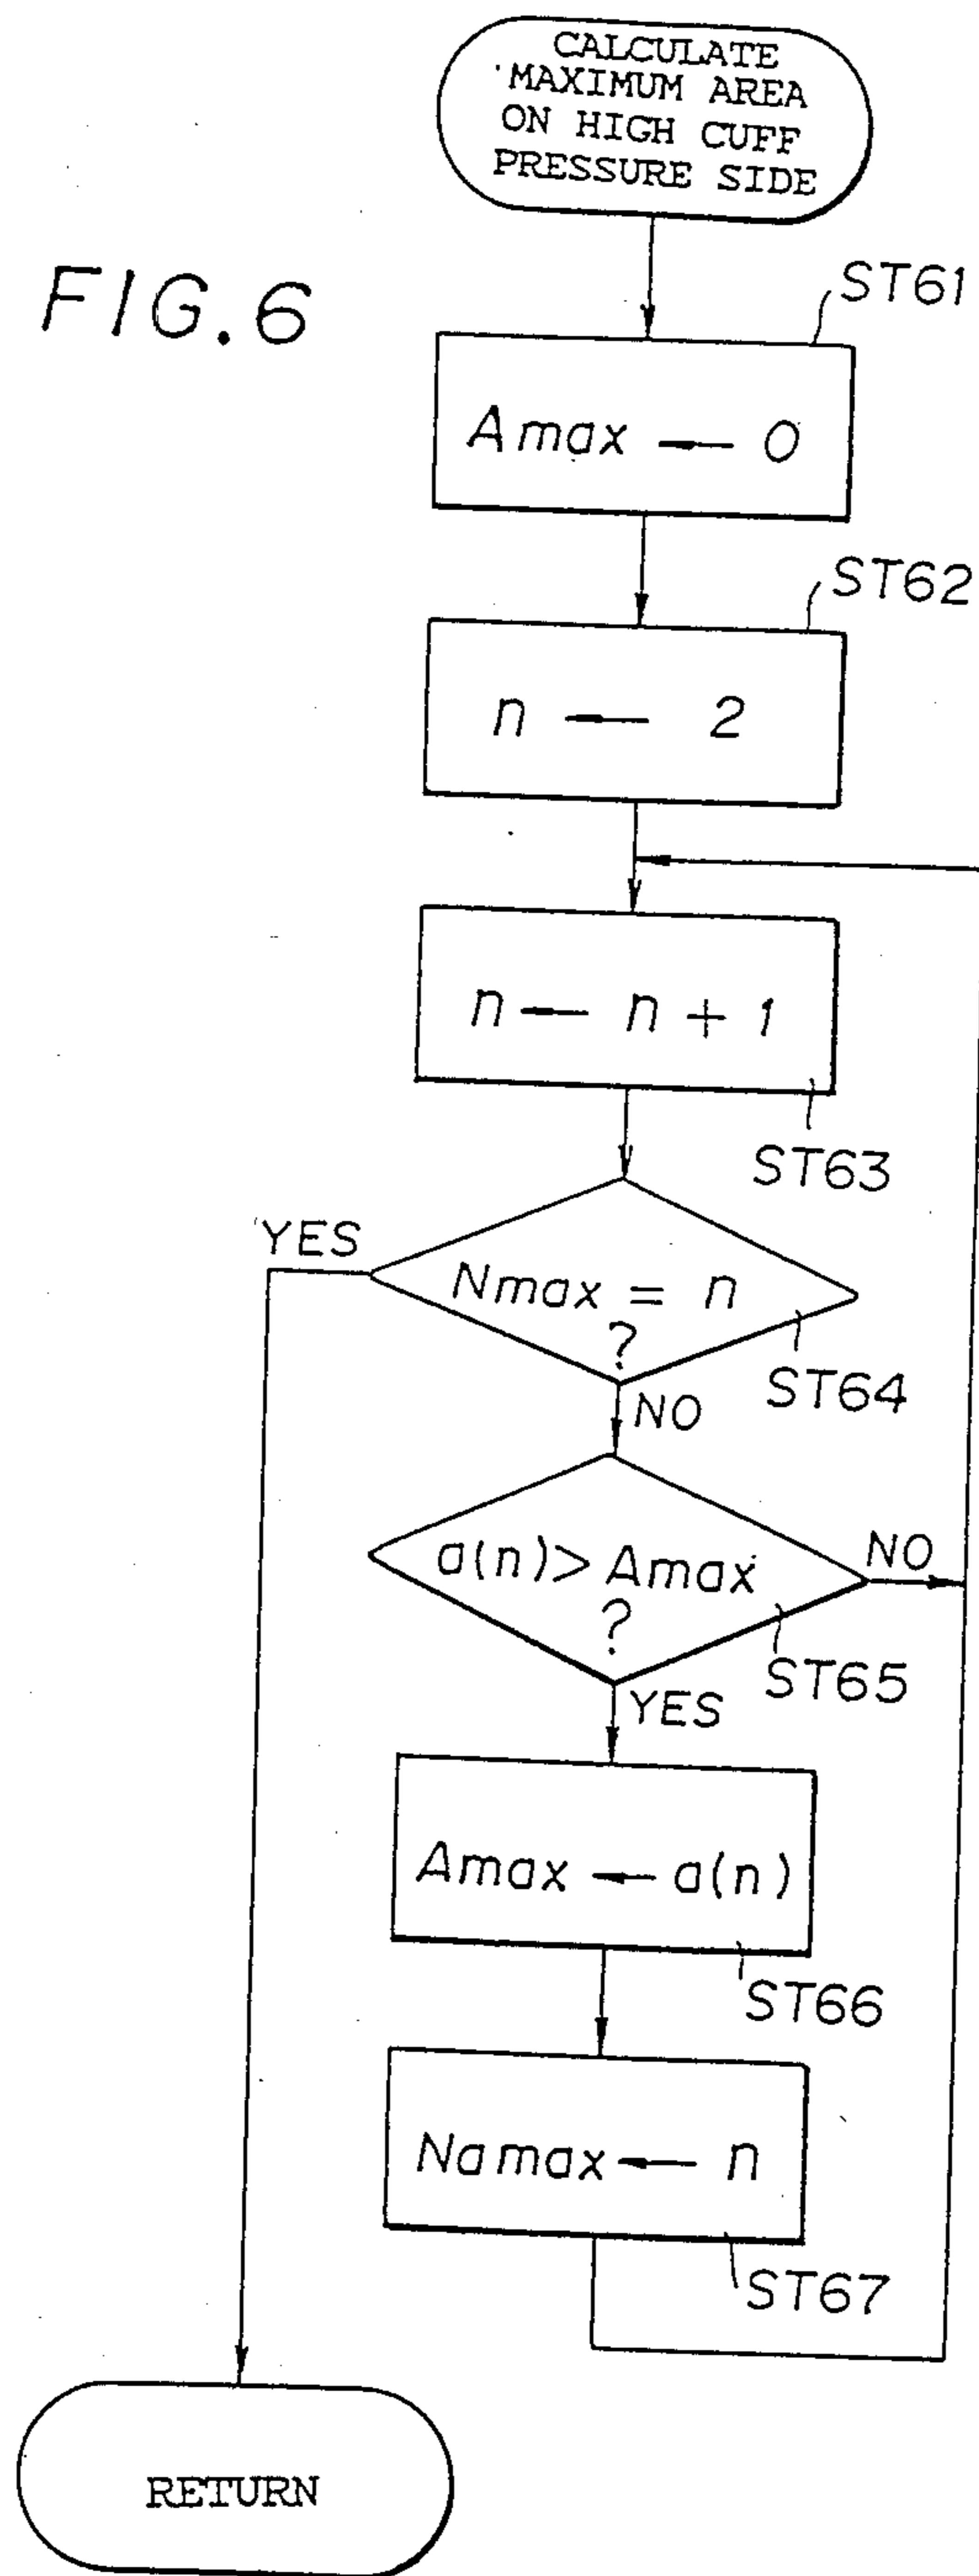 CALCULATE
MAXIMUM AREA
ON HIGH CUFF
PRESSURE SIDE
FIG.6
ST61
Amax ← 0
ST62
n ← 2
n ← n + 1
ST63
YES
Nmax = n
?
ST64
NO
a(n) > Amax
?
NO
ST65
YES
Amax ← a(n)
ST66
Namax ← n
ST67
RETURN